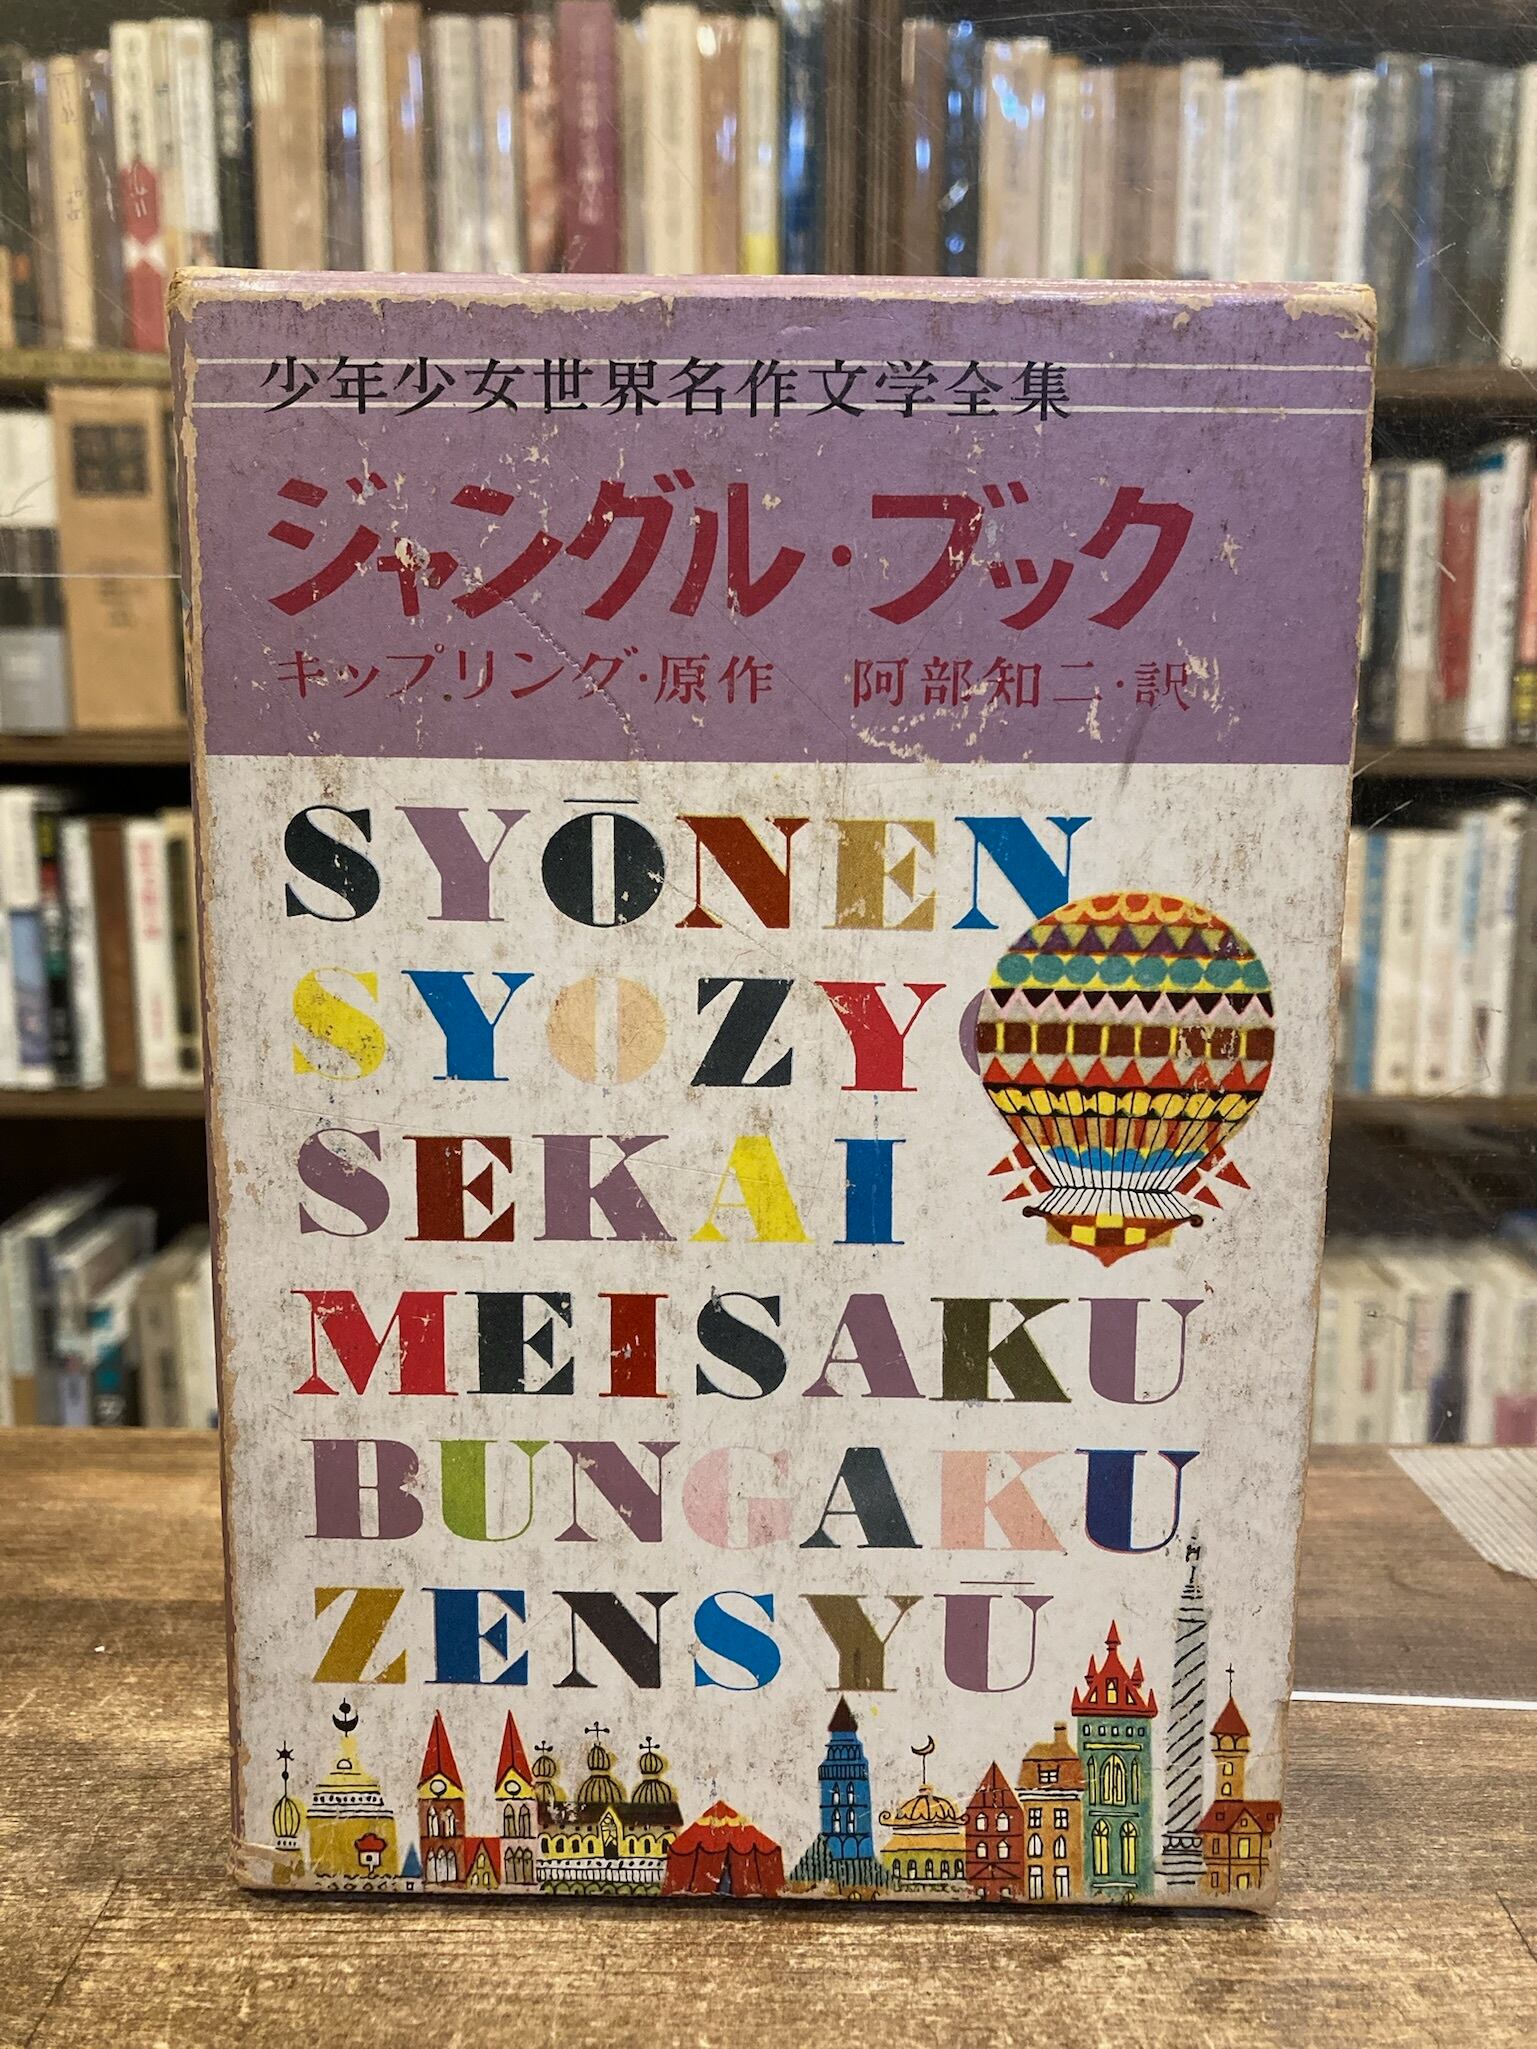 少年少女世界名作文学全集
ジャングル・ブック
キップリング・原作 阿部知二・訳
SYŌNEN
SYOZYO
SEKAI
MEISAKU
BUNGAKU
ZENSYŪ